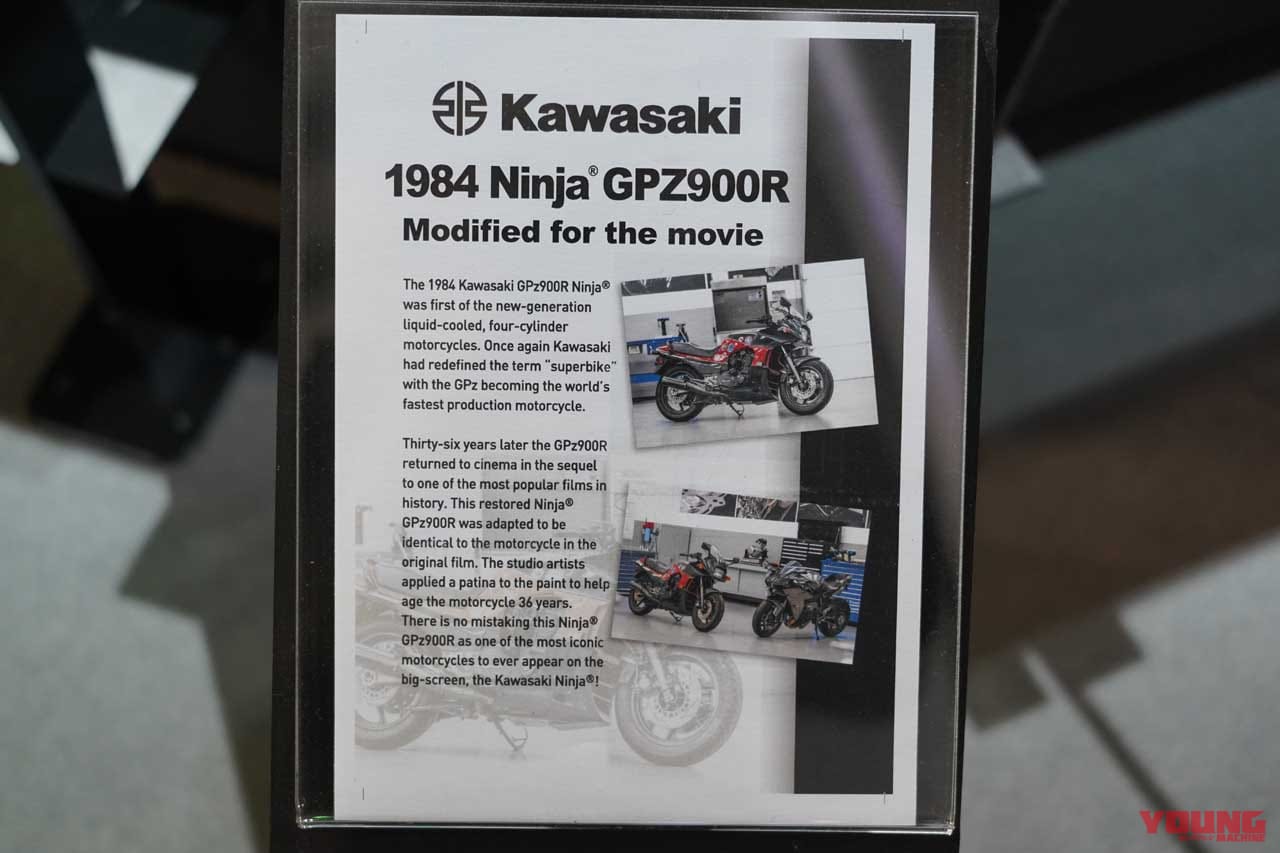 Kawasaki
1984 Ninja® GPZ900R
Modified for the movie
The 1984 Kawasaki GPz900R Ninja®
was first of the new-generation
liquid-cooled, four-cylinder
motorcycles. Once again Kawasaki
had redefined the term “superbike”
with the GPz becoming the world’s
fastest production motorcycle.
Thirty-six years later the GPz900R
returned to cinema in the sequel
to one of the most popular films in
history. This restored Ninja®
GPz900R was adapted to be
identical to the motorcycle in the
original film. The studio artists
applied a patina to the paint to help
age the motorcycle 36 years.
There is no mistaking this Ninja®
GPz900R as one of the most iconic
motorcycles to ever appear on the
big-screen, the Kawasaki Ninja®!
YOUNG
MACHINE